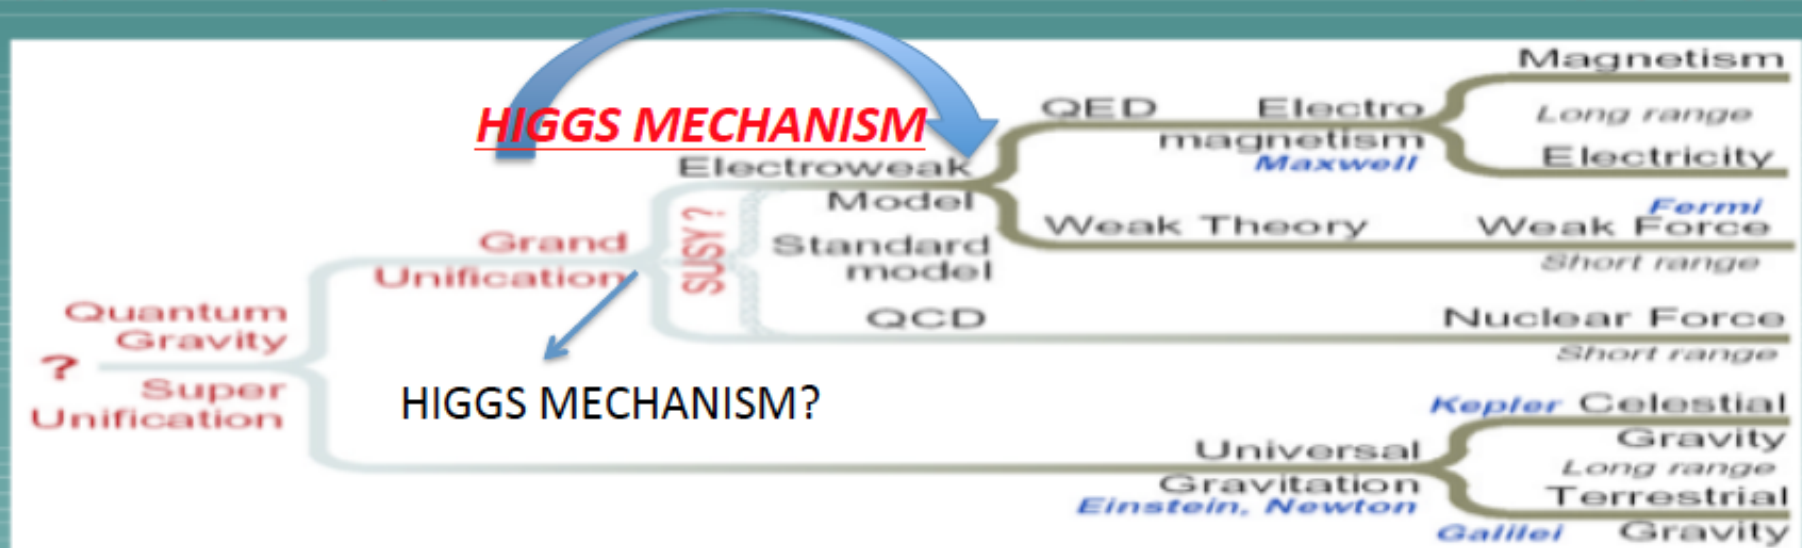 HIGGS MECHANISM
Magnetism
QED
Electro
magnetism
Maxwell
Long range
Electricity
Electroweak
Model
Fermi
Weak Theory
Weak Force
Short range
SUSY ?
Standard
model
Grand
Unification
QCD
Nuclear Force
Short range
Quantum
Gravity
?
Super
Unification
HIGGS MECHANISM?
Kepler Celestial
Gravity
Long range
Universal
Gravitation
Einstein, Newton
Terrestrial
Galilei Gravity